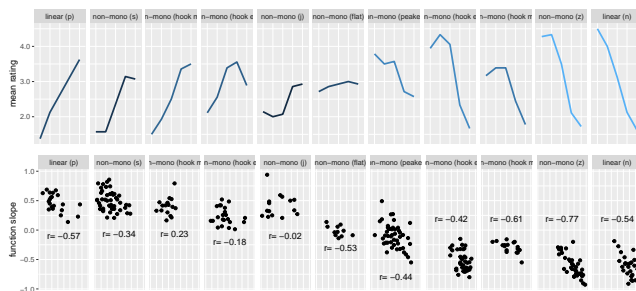 linear (p) non-mono (s) n-mono (hook m non-mono (hook e non-mono (j) non-mono (flat) on-mono (peake n-mono (hook e n-mono (hook m non-mono (z) linear (n)
mean rating
4.0
3.0
2.0
linear (p) non-mono (s) n-mono (hook m n-mono (hook e non-mono (j) non-mono (flat) on-mono (peake n-mono (hook e n-mono (hook m non-mono (z) linear (n)
function slope
1.0
0.5
0.0
-0.5
-1.0
r= -0.57
r= -0.34
r= 0.23
r= -0.18
r= -0.02
r= -0.53
r= -0.44
r= -0.42
r= -0.61
r= -0.77
r= -0.54